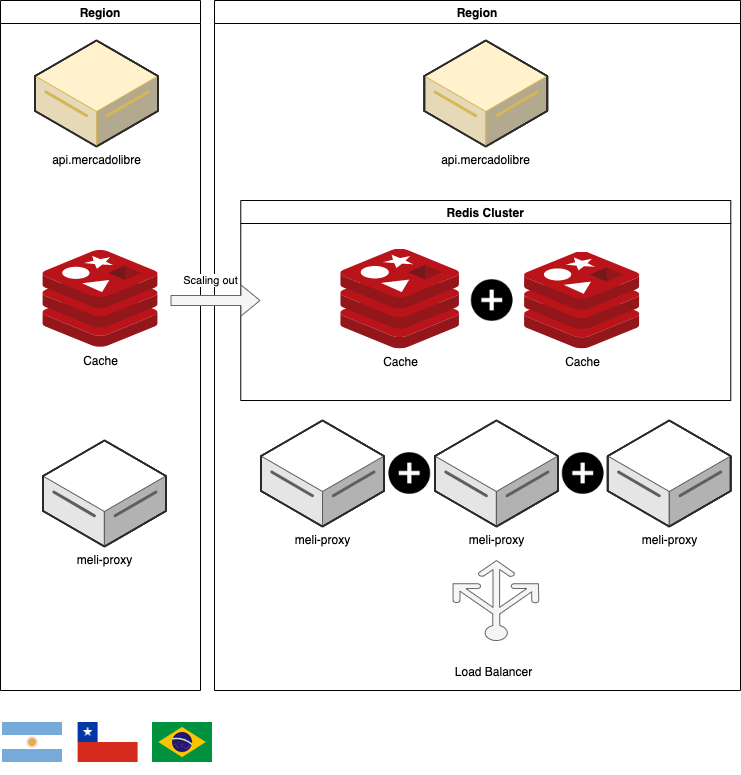 Region
api.mercadolibre
Cache
meli-proxy
Scaling out
Region
api.mercadolibre
Redis Cluster
Cache
Cache
meli-proxy
meli-proxy
meli-proxy
Load Balancer